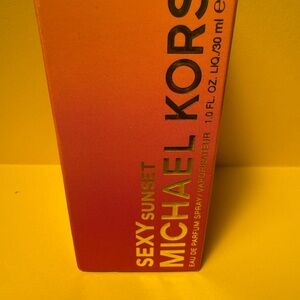 SEXY SUNSET
MICHAEL KORS
EAU DE PARFUM SPRAY/VAPORISATEUR 1.0 FL. OZ. LIQ./30 ml e